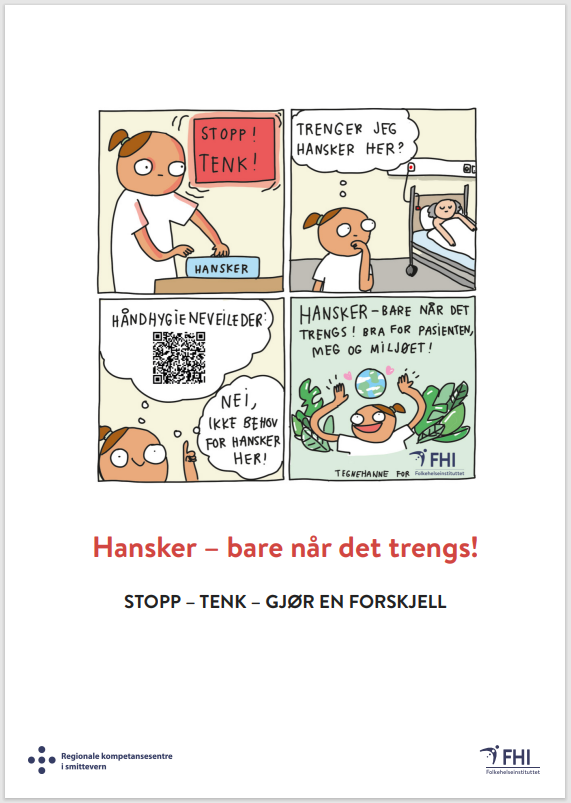 STOPP!
TENK!
HANSKER
TRENGER JEG
HANSKER HER?
HÅNDHYGIENEVEILEDER:
NEI,
IKKE BEHOV
FOR HANSKER
HER!
HANSKER – BARE NÅR DET
TRENGS! BRA FOR PASIENTEN,
MEG OG MILJØET!
TEGNEHANNE FOR FHI
Folkehelseinstituttet
Hansker – bare når det trengs!
STOPP – TENK – GJØR EN FORSKJELL
Regionale kompetansesentre
i smittevern
FHI
Folkehelseinstituttet